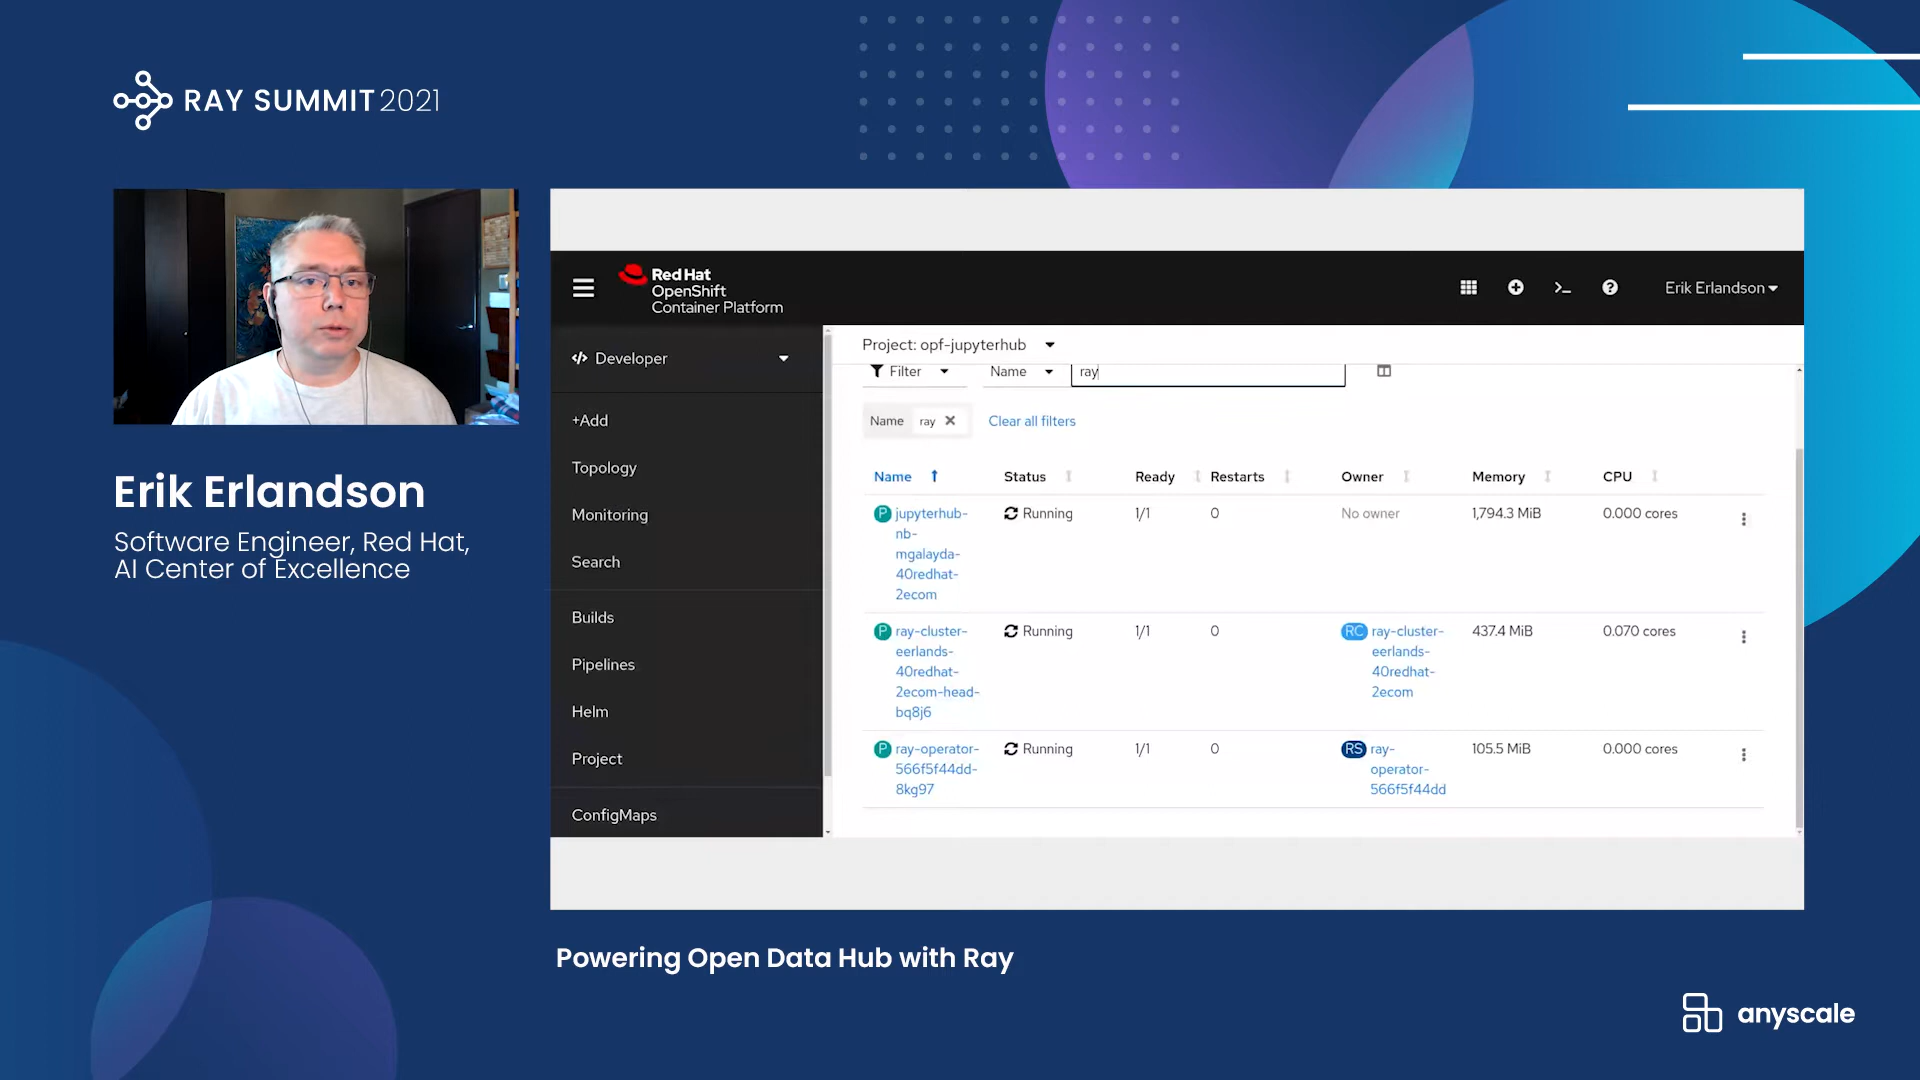 RAY SUMMIT 2021
Erik Erlandson
Software Engineer, Red Hat,
AI Center of Excellence
Red Hat
OpenShift
Container Platform
Erik Erlandson
Developer
+Add
Topology
Monitoring
Search
Builds
Pipelines
Helm
Project
ConfigMaps
Project: opf-jupyterhub
Filter Name ray
Name ray Clear all filters
Name Status Ready Restarts Owner Memory CPU
P jupyterhub- Running 1/1 0 No owner 1,794.3 MiB 0.000 cores
nb-
mgalayda-
40redhat-
2ecom
P ray-cluster- Running 1/1 0 RC ray-cluster- 437.4 MiB 0.070 cores
eerlands- eerlands-
40redhat- 40redhat-
2ecom-head- 2ecom
bq8j6
P ray-operator- Running 1/1 0 RS ray- 105.5 MiB 0.000 cores
566f5f44dd- operator-
8kg97 566f5f44dd
Powering Open Data Hub with Ray
anyscale